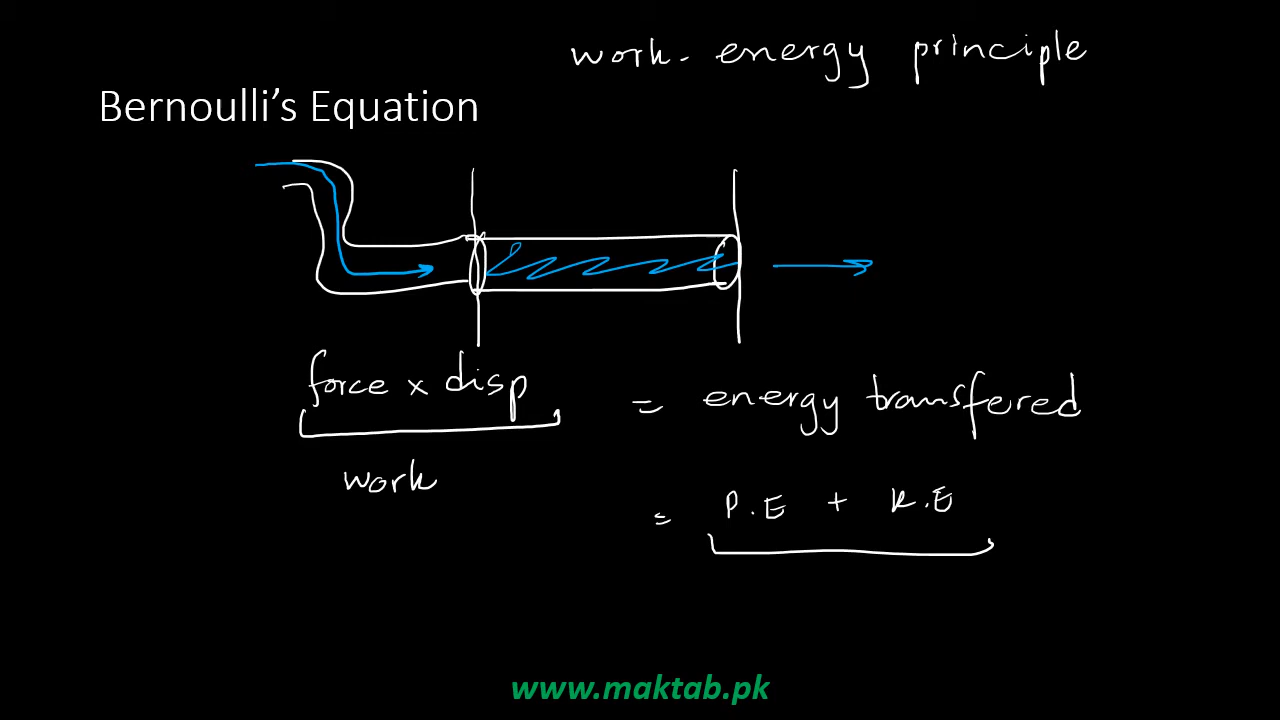 work-energy principle
Bernoulli's Equation
force x disp = energy transfered
work
= P.E + K.E
www.maktab.pk